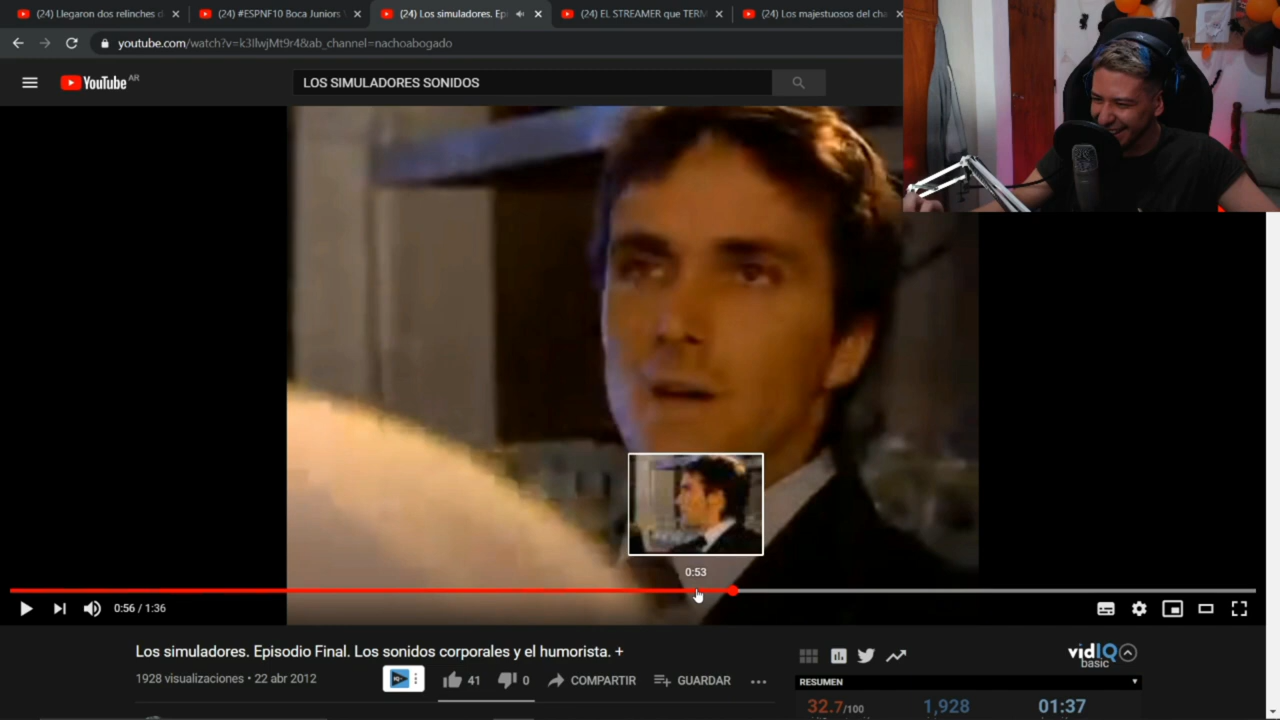 (24) Llegaron dos relinches d
(24) #ESPNF10 Boca Juniors
(24) Los simuladores. Ep
(24) EL STREAMER que TERM
(24) Los majestuosos del cha
youtube.com/watch?v=k3IlwjMt9r4&ab_channel=nachoabogado
YouTube AR
LOS SIMULADORES SONIDOS
0:53
0:56 / 1:36
Los simuladores. Episodio Final. Los sonidos corporales y el humorista. +
1928 visualizaciones • 22 abr 2012
41
0
COMPARTIR
GUARDAR
vidIQ
basic
RESUMEN
32.7/100
1,928
01:37